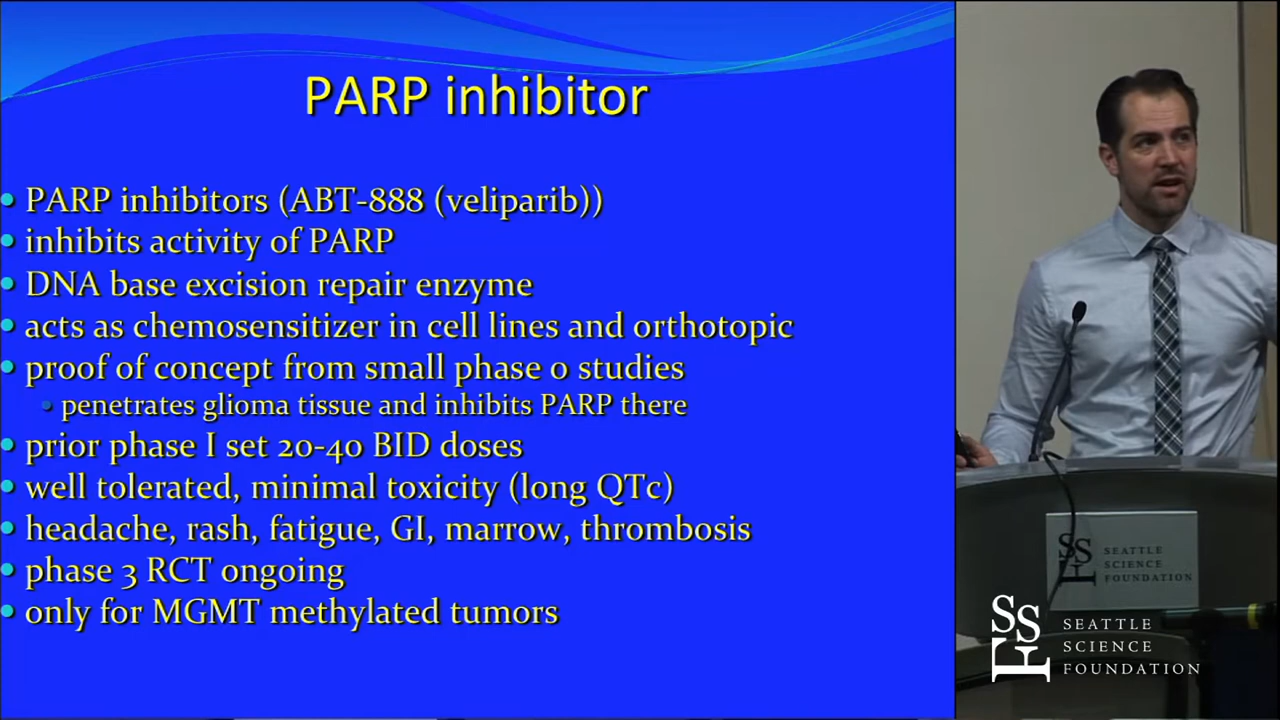 PARP inhibitor
• PARP inhibitors (ABT-888 (veliparib))
• inhibits activity of PARP
• DNA base excision repair enzyme
• acts as chemosensitizer in cell lines and orthotopic
• proof of concept from small phase 0 studies
• penetrates glioma tissue and inhibits PARP there
• prior phase I set 20-40 BID doses
• well tolerated, minimal toxicity (long QTc)
• headache, rash, fatigue, GI, marrow, thrombosis
• phase 3 RCT ongoing
• only for MGMT methylated tumors
SSF
SEATTLE
SCIENCE
FOUNDATION
SSF
SEATTLE
SCIENCE
FOUNDATION